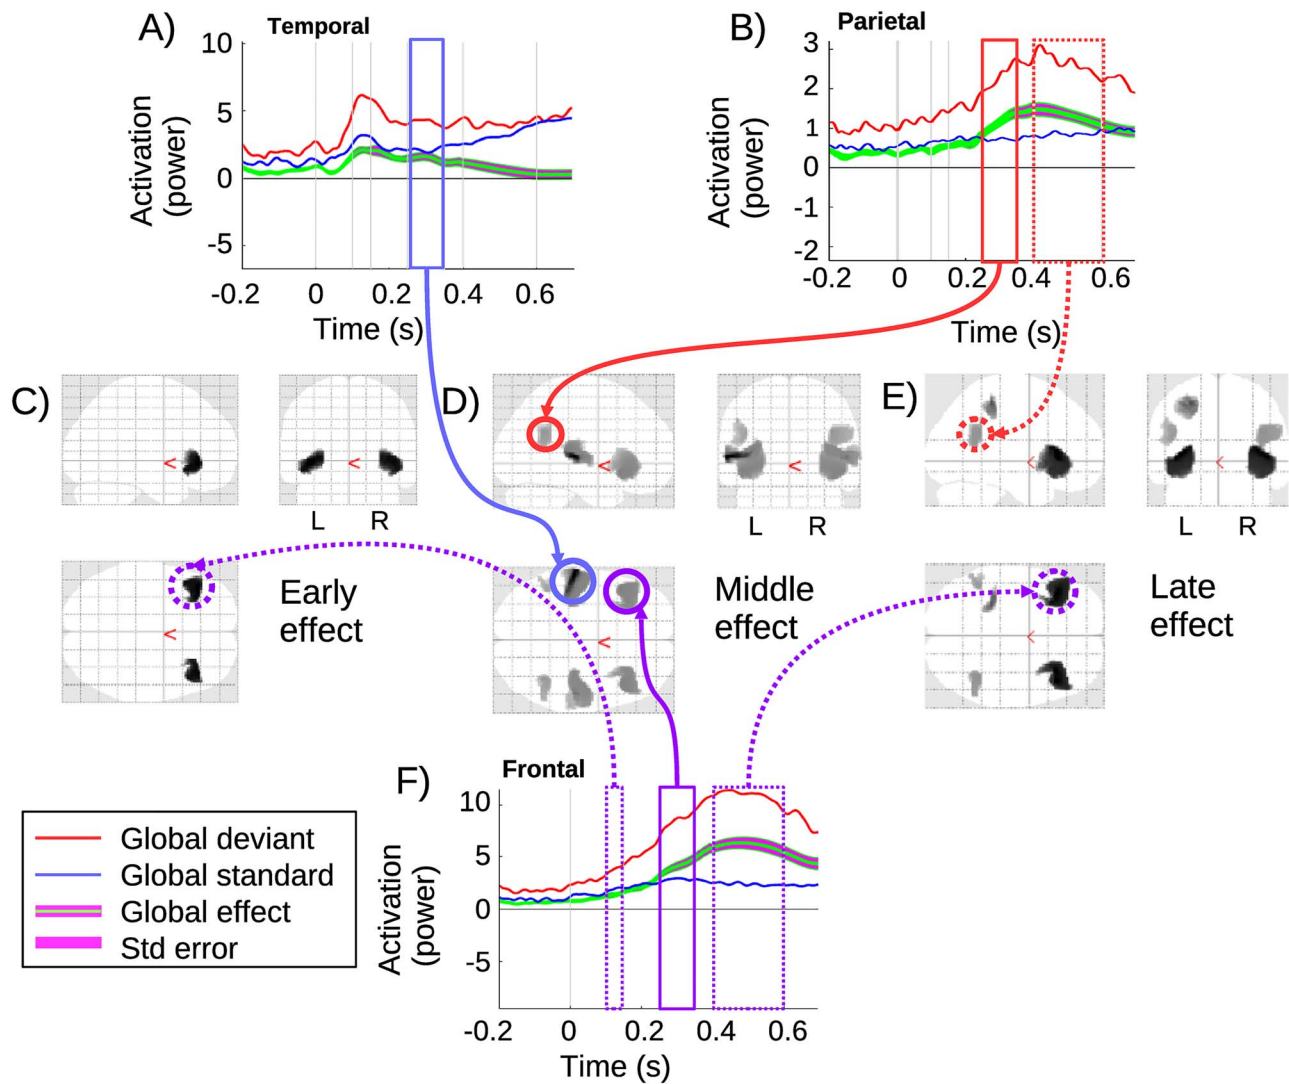 A)
Temporal
10
5
0
-5
Activation
(power)
-0.2 0 0.2 0.4 0.6
Time (s)
B)
Parietal
3
2
1
0
-1
-2
Activation
(power)
-0.2 0 0.2 0.4 0.6
Time (s)
C)
<
<
L R
<
Early
effect
D)
<
<
L R
<
Middle
effect
E)
<
<
L R
<
Late
effect
F)
Frontal
10
5
0
-5
Activation
(power)
-0.2 0 0.2 0.4 0.6
Time (s)
Global deviant
Global standard
Global effect
Std error